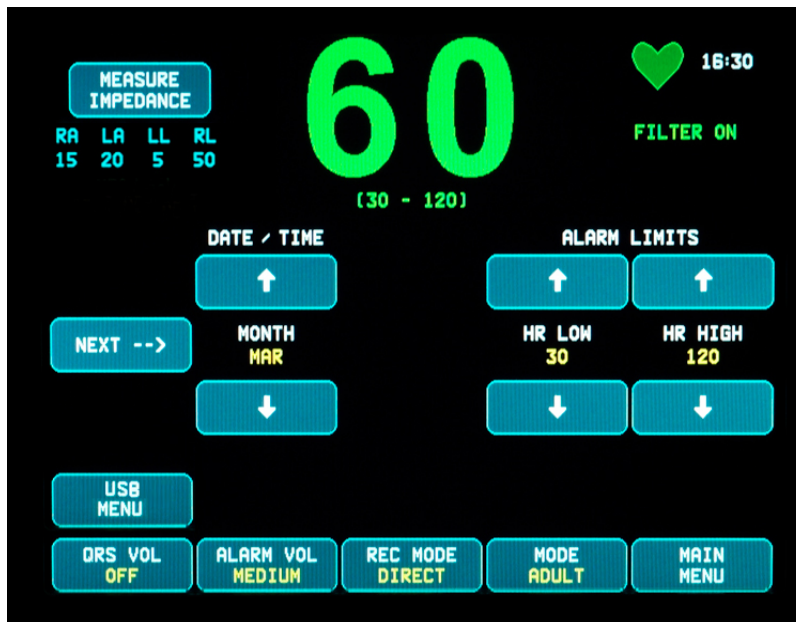 60
16:30
MEASURE
IMPEDANCE
FILTER ON
RA LA LL RL
15 20 5 50
(30 - 120)
DATE / TIME
ALARM LIMITS
NEXT -->
MONTH
MAR
HR LOW
30
HR HIGH
120
USB
MENU
QRS VOL
OFF
ALARM VOL
MEDIUM
REC MODE
DIRECT
MODE
ADULT
MAIN
MENU